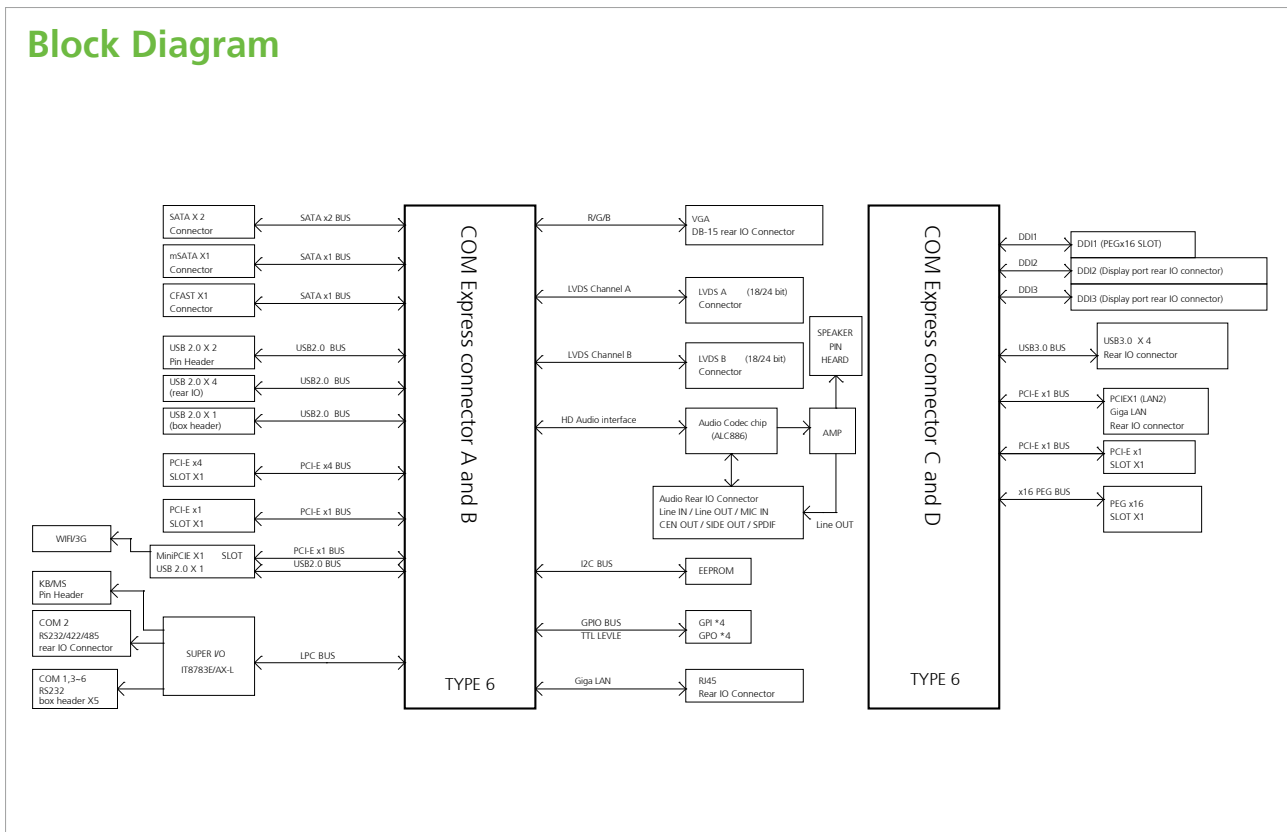 Block Diagram
SATA X 2
Connector
SATA x2 BUS
mSATA X1
Connector
SATA x1 BUS
CFAST X1
Connector
SATA x1 BUS
USB 2.0 X 2
Pin Header
USB2.0 BUS
USB 2.0 X 4
(rear IO)
USB2.0 BUS
USB 2.0 X 1
(box header)
USB2.0 BUS
PCI-E x4
SLOT X1
PCI-E x4 BUS
PCI-E x1
SLOT X1
PCI-E x1 BUS
WIFI/3G
MiniPCIE X1 SLOT
USB 2.0 X 1
PCI-E x1 BUS
USB2.0 BUS
KB/MS
Pin Header
COM 2
RS232/422/485
rear IO Connector
COM 1,3~6
RS232
box header X5
SUPER I/O
IT8783E/AX-L
LPC BUS
COM Express connector A and B
TYPE 6
R/G/B
VGA
DB-15 rear IO Connector
LVDS Channel A
LVDS A (18/24 bit)
Connector
LVDS Channel B
LVDS B (18/24 bit)
Connector
SPEAKER
PIN
HEARD
HD Audio interface
Audio Codec chip
(ALC886)
AMP
Audio Rear IO Connector
Line IN / Line OUT / MIC IN
CEN OUT / SIDE OUT / SPDIF
Line OUT
I2C BUS
EEPROM
GPIO BUS
TTL LEVLE
GPI *4
GPO *4
Giga LAN
RJ45
Rear IO Connector
COM Express connector C and D
TYPE 6
DDI1
DDI1 (PEGx16 SLOT)
DDI2
DDI2 (Display port rear IO connector)
DDI3
DDI3 (Display port rear IO connector)
USB3.0 BUS
USB3.0 X 4
Rear IO connector
PCI-E x1 BUS
PCIEX1 (LAN2)
Giga LAN
Rear IO connector
PCI-E x1 BUS
PCI-E x1
SLOT X1
x16 PEG BUS
PEG x16
SLOT X1